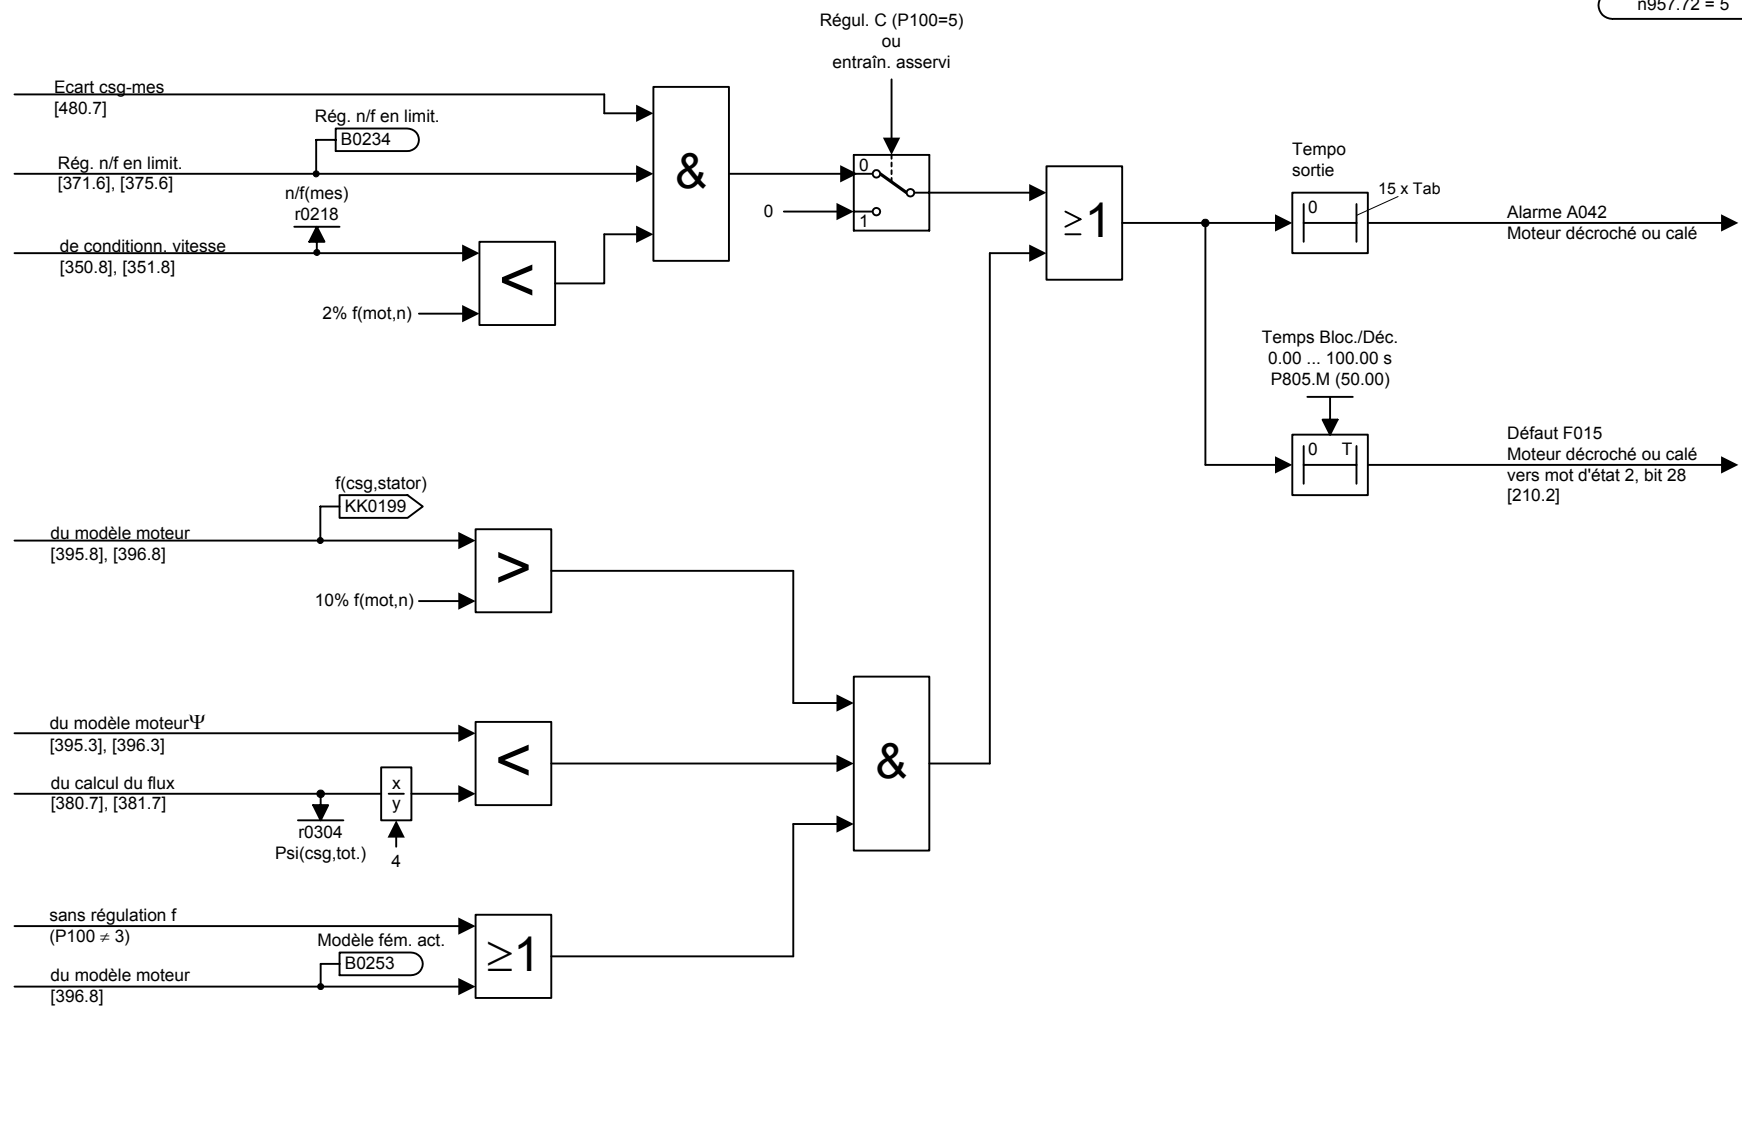 n957.72 = 5
Régul. C (P100=5)
ou
entraîn. asservi
Ecart csg-mes
[480.7]
Rég. n/f en limit.
B0234
Rég. n/f en limit.
[371.6], [375.6]
n/f(mes)
r0218
de conditionn. vitesse
[350.8], [351.8]
<
2% f(mot,n)
&
0
0
1
≥1
Tempo
sortie
0
15 x Tab
Alarme A042
Moteur décroché ou calé
Temps Bloc./Déc.
0.00 ... 100.00 s
P805.M (50.00)
0 T
Défaut F015
Moteur décroché ou calé
vers mot d'état 2, bit 28
[210.2]
f(csg,stator)
KK0199
du modèle moteur
[395.8], [396.8]
>
10% f(mot,n)
du modèle moteurΨ
[395.3], [396.3]
<
du calcul du flux
[380.7], [381.7]
x
y
r0304
Psi(csg,tot.)
4
&
sans régulation f
(P100 ≠ 3)
Modèle fém. act.
B0253
≥1
du modèle moteur
[396.8]